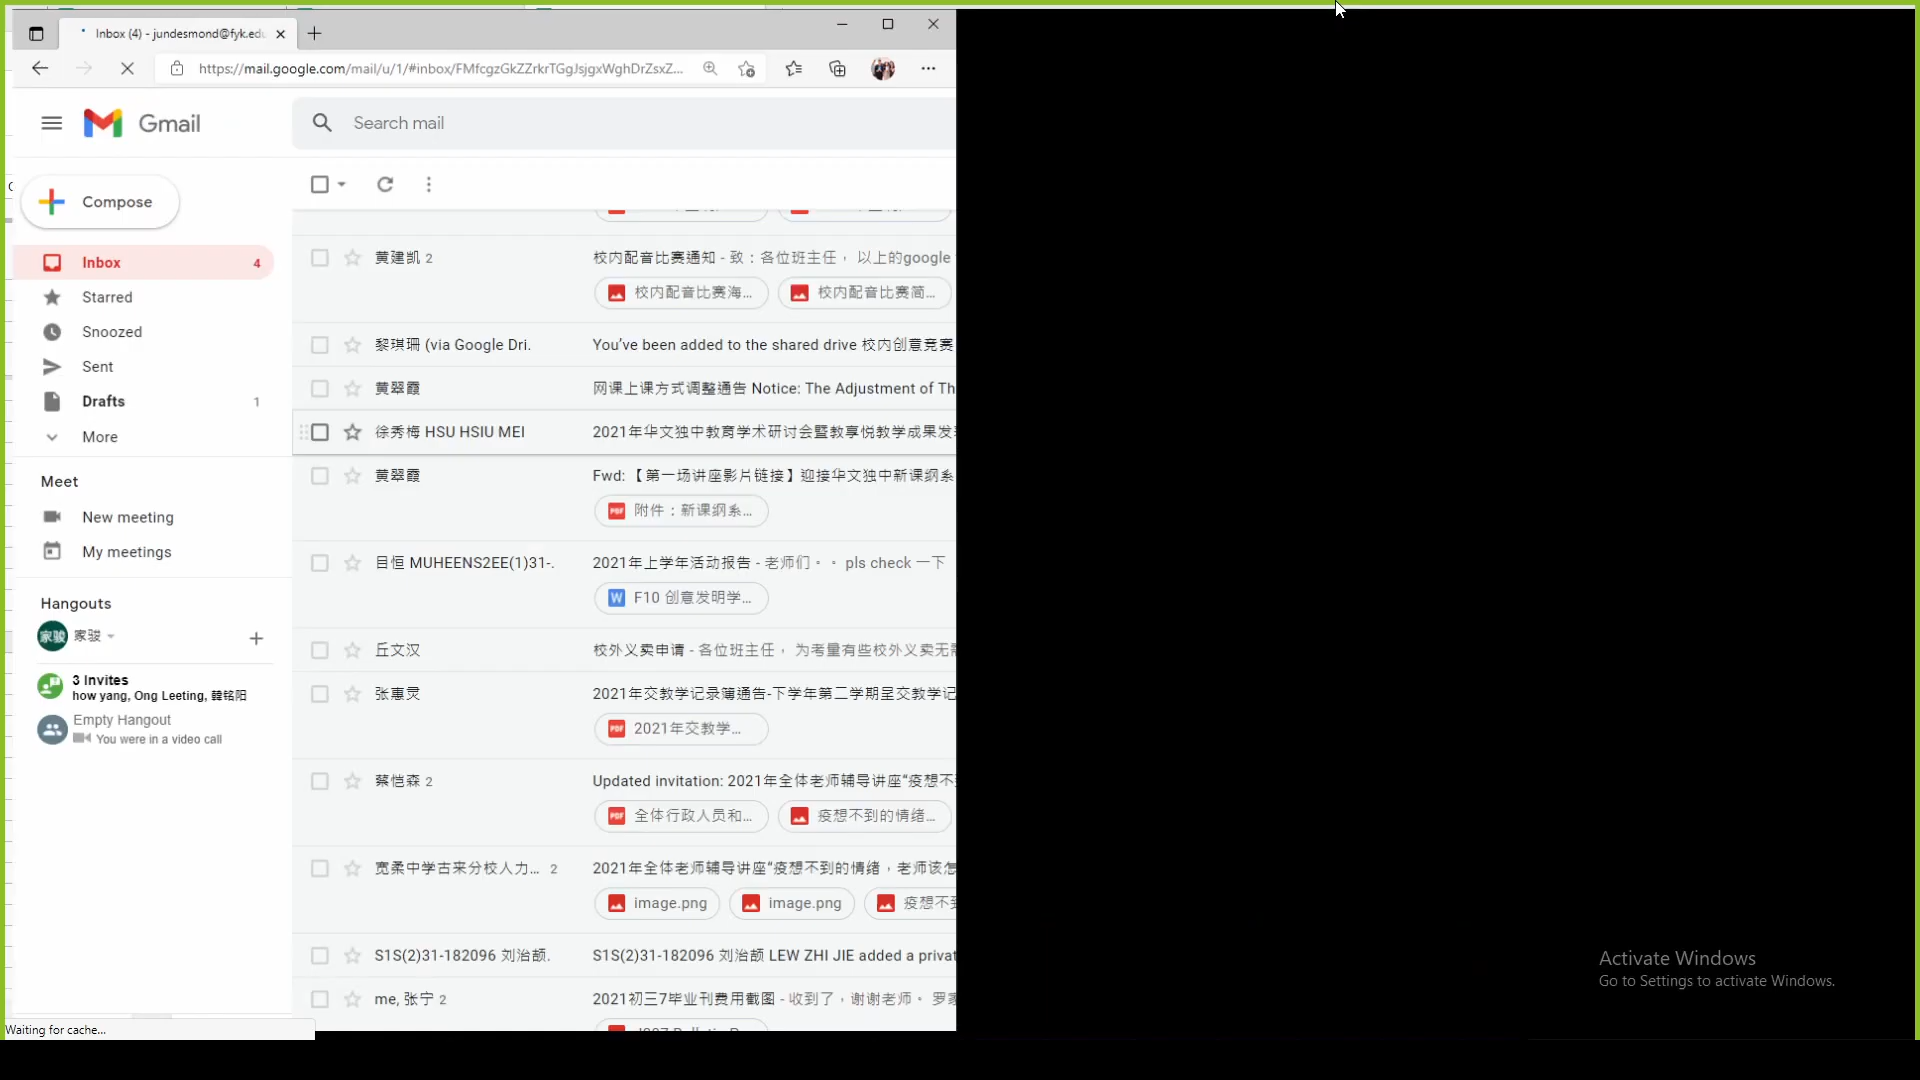 Inbox (4) - jundesmond@fyk.edu
https://mail.google.com/mail/u/1/#inbox/FMfcgzGkZZrkrTGgJsjgxWghDrZsxZ...
Gmail
Search mail
Compose
Inbox 4
Starred
Snoozed
Sent
Drafts 1
More
Meet
New meeting
My meetings
Hangouts
家骏 家骏
3 Invites
how yang, Ong Leeting, 韓铭阳
Empty Hangout
You were in a video call
黄建凯 2 校内配音比赛通知 - 致：各位班主任， 以上的google
校内配音比赛海... 校内配音比赛简...
黎琪珊 (via Google Dri. You've been added to the shared drive 校内创意竞赛
黄翠霞 网课上课方式调整通告 Notice: The Adjustment of Th
徐秀梅 HSU HSIU MEI 2021年华文独中教育学术研讨会暨教享悦教学成果发
黄翠霞 Fwd: 【第一场讲座影片链接】迎接华文独中新课纲系
PDF 附件：新课纲系...
目恒 MUHEENS2EE(1)31-. 2021年上学年活动报告 - 老师们。。 pls check 一下
W F10 创意发明学...
丘文汉 校外义卖申请 - 各位班主任， 为考量有些校外义卖无
张惠灵 2021年交教学记录簿通告-下学年第二学期呈交教学记
PDF 2021年交教学...
蔡恺森 2 Updated invitation: 2021年全体老师辅导讲座“疫想不
PDF 全体行政人员和... 疫想不到的情绪...
宽柔中学古来分校人力... 2 2021年全体老师辅导讲座“疫想不到的情绪，老师该怎
image.png image.png 疫想不
S1S(2)31-182096 刘治颉. S1S(2)31-182096 刘治颉 LEW ZHI JIE added a privat
me, 张宁 2 2021初三7毕业刊费用截图 - 收到了，谢谢老师。 罗家
Activate Windows
Go to Settings to activate Windows.
Waiting for cache...